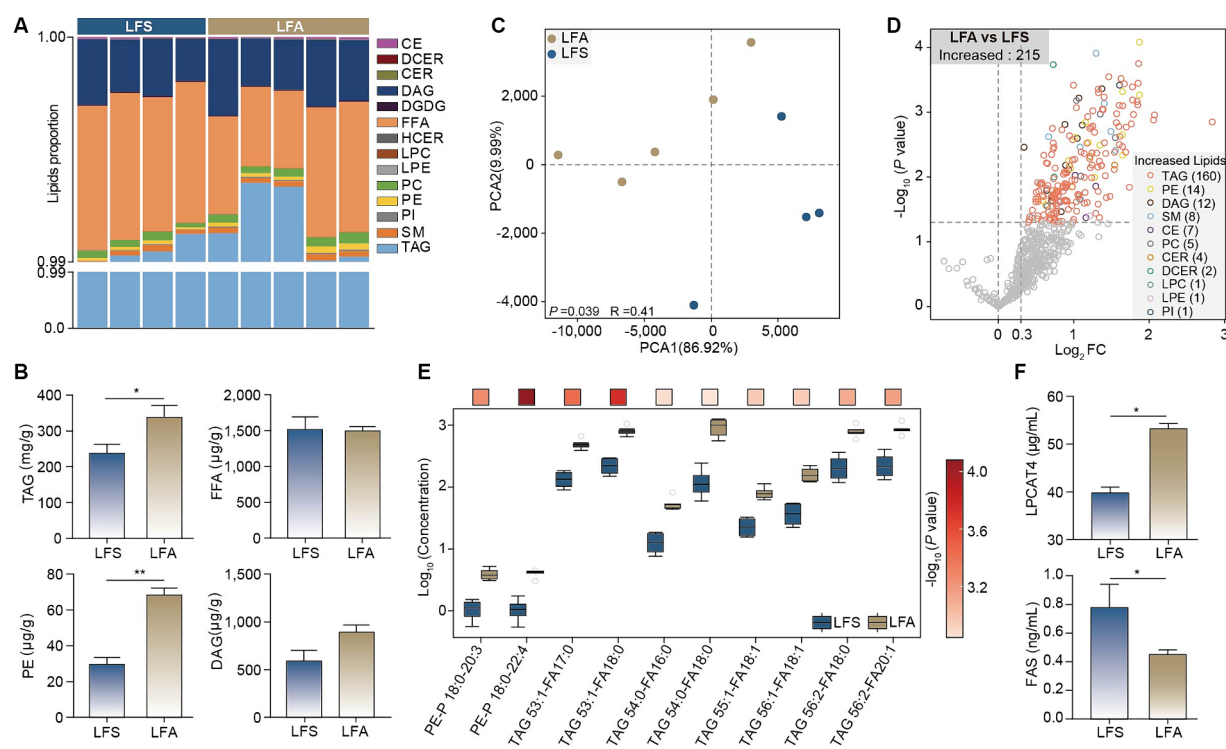 A
LFS
LFA
Lipids proportion
1.00
0.99
0.99
0.0
CE
DCER
CER
DAG
DGDG
FFA
HCER
LPC
LPE
PC
PE
PI
SM
TAG
B
TAG (mg/g)
400
300
200
100
0
*
LFS
LFA
FFA (μg/g)
2,000
1,500
1,000
500
0
LFS
LFA
PE (μg/g)
80
60
40
20
0
**
LFS
LFA
DAG(μg/g)
1,500
1,000
500
0
LFS
LFA
C
LFA
LFS
PCA2(9.99%)
2,000
0
-2,000
-4,000
P=0.039 R=0.41
-10,000
-5,000
0
5,000
PCA1(86.92%)
D
LFA vs LFS
Increased : 215
-Log10 (P value)
4
3
2
1
0
0
0.3
1
2
3
Log2 FC
Increased Lipids
TAG (160)
PE (14)
DAG (12)
SM (8)
CE (7)
PC (5)
CER (4)
DCER (2)
LPC (1)
LPE (1)
PI (1)
E
Log10 (Concentration)
3
2
1
0
LFS
LFA
PE-P 18:0-20:3
PE-P 18:0-22:4
TAG 53:1-FA17:0
TAG 53:1-FA18:0
TAG 54:0-FA16:0
TAG 54:0-FA18:0
TAG 55:1-FA18:1
TAG 56:1-FA18:1
TAG 56:2-FA18:0
TAG 56:2-FA20:1
4.0
3.6
3.2
-log10 (P value)
F
LPCAT4 (μg/mL)
60
50
40
30
*
LFS
LFA
FAS (ng/mL)
1.0
0.8
0.6
0.4
0.2
0.0
*
LFS
LFA